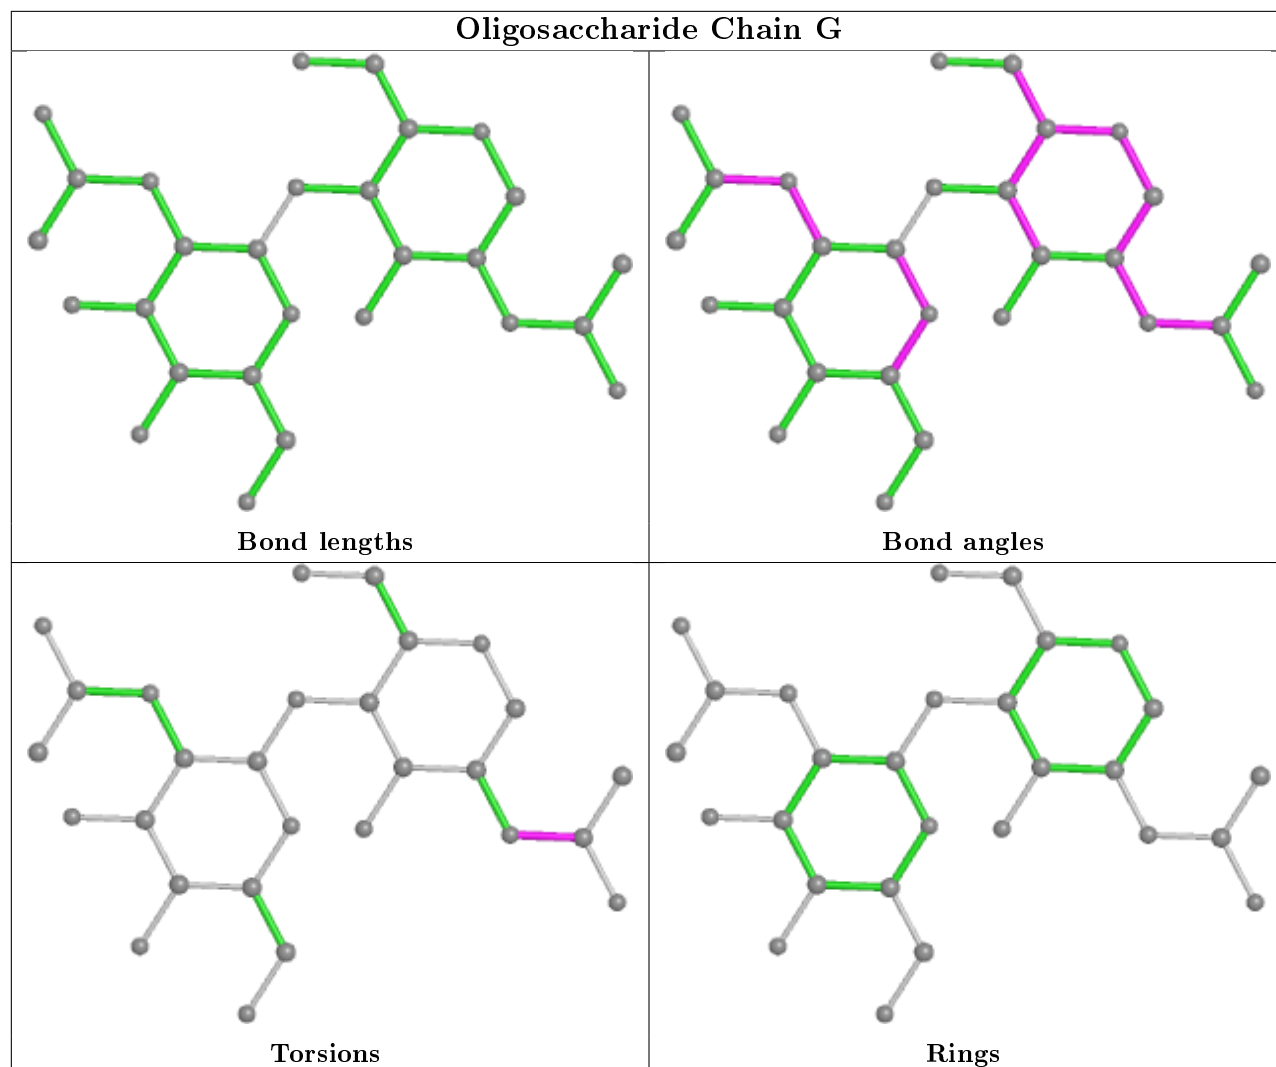 Oligosaccharide Chain G
Bond lengths
Bond angles
Torsions
Rings